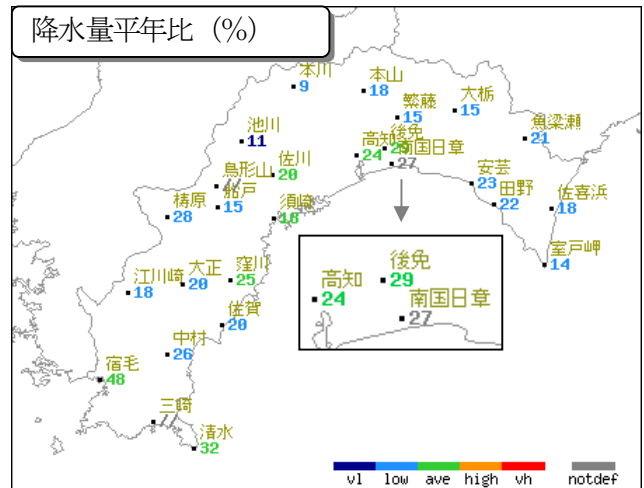 降水量平年比 (%)
本川
9
本山
18
繁藤
15
大栃
15
魚梁瀬
21
池川
11
高知
24
後免
29
南国日章
27
鳥形山
//
佐川
20
安芸
23
田野
22
佐喜浜
18
船戸
15
梼原
28
須崎
18
室戸岬
14
江川崎
18
大正
20
窪川
25
佐賀
20
中村
26
宿毛
48
三崎
//
清水
32
後免
29
高知
24
南国日章
27
vl low ave high vh notdef